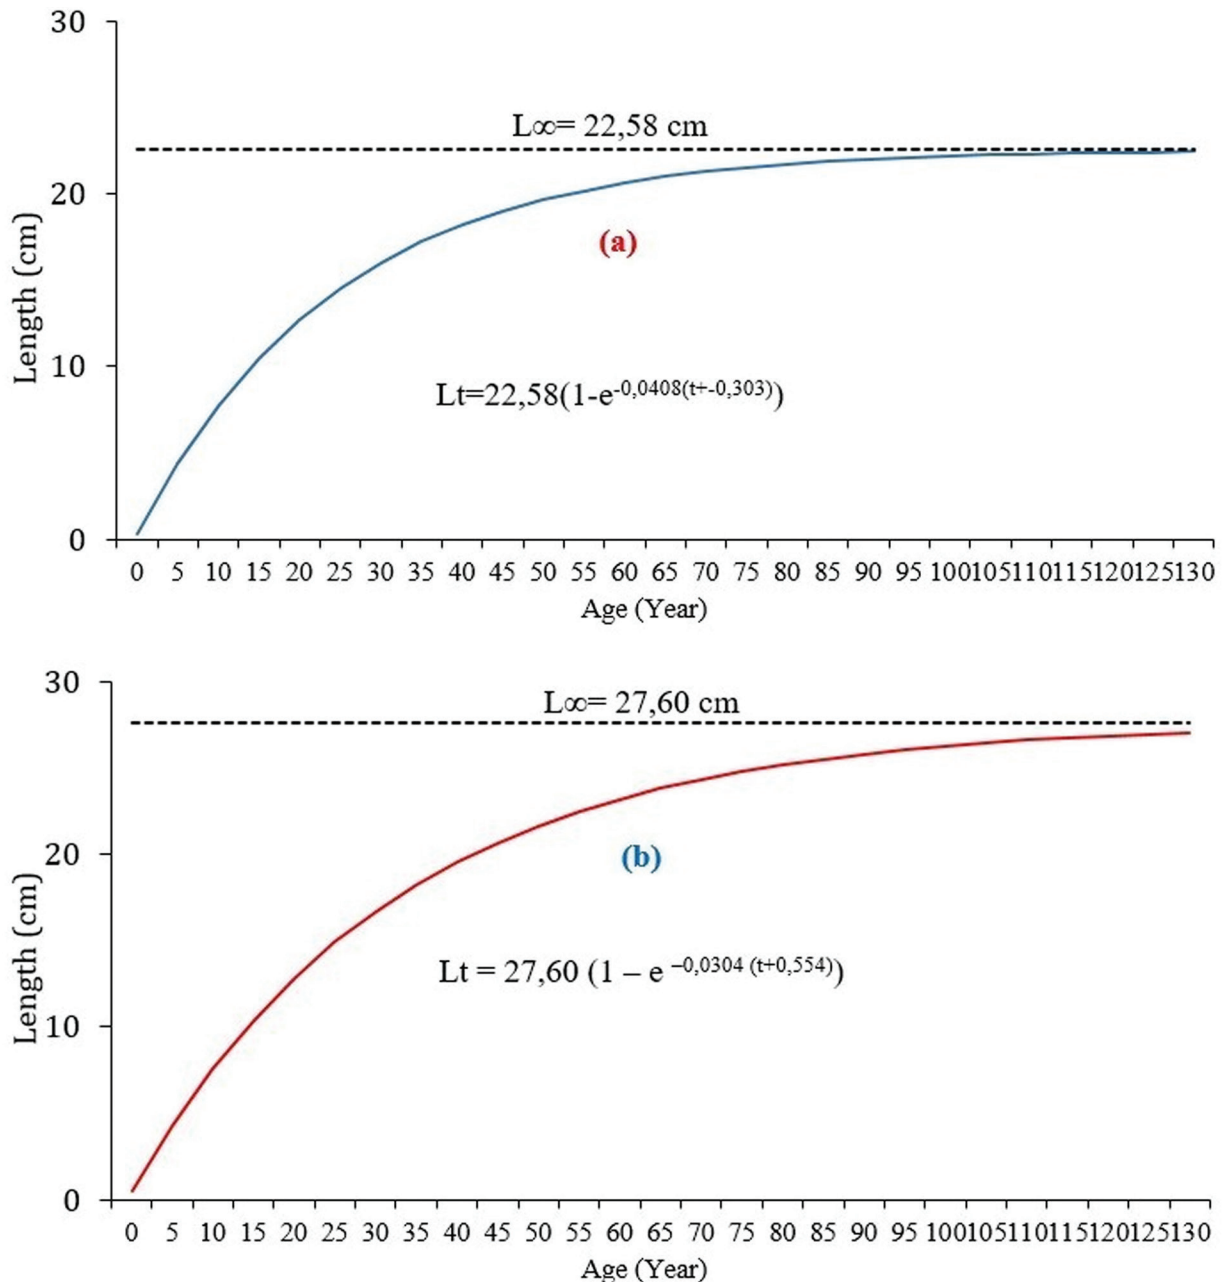 30
L∞= 22,58 cm
20
(a)
Length (cm)
10
Lt=22,58(1-e-0,0408(t+-0,303))
0
0 5 10 15 20 25 30 35 40 45 50 55 60 65 70 75 80 85 90 95 100105110115120125130
Age (Year)
30
L∞= 27,60 cm
20
(b)
Length (cm)
Lt = 27,60 (1 – e –0,0304 (t+0,554))
10
0
0 5 10 15 20 25 30 35 40 45 50 55 60 65 70 75 80 85 90 95 100105110115120125130
Age (Year)